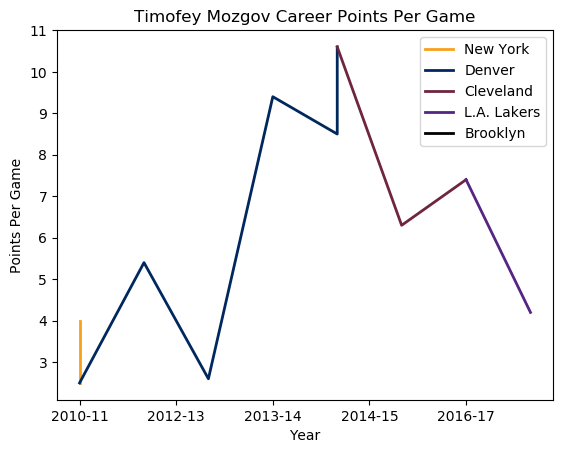 Timofey Mozgov Career Points Per Game
11
10
9
8
7
6
5
4
3
Points Per Game
New York
Denver
Cleveland
L.A. Lakers
Brooklyn
2010-11 2012-13 2013-14 2014-15 2016-17
Year